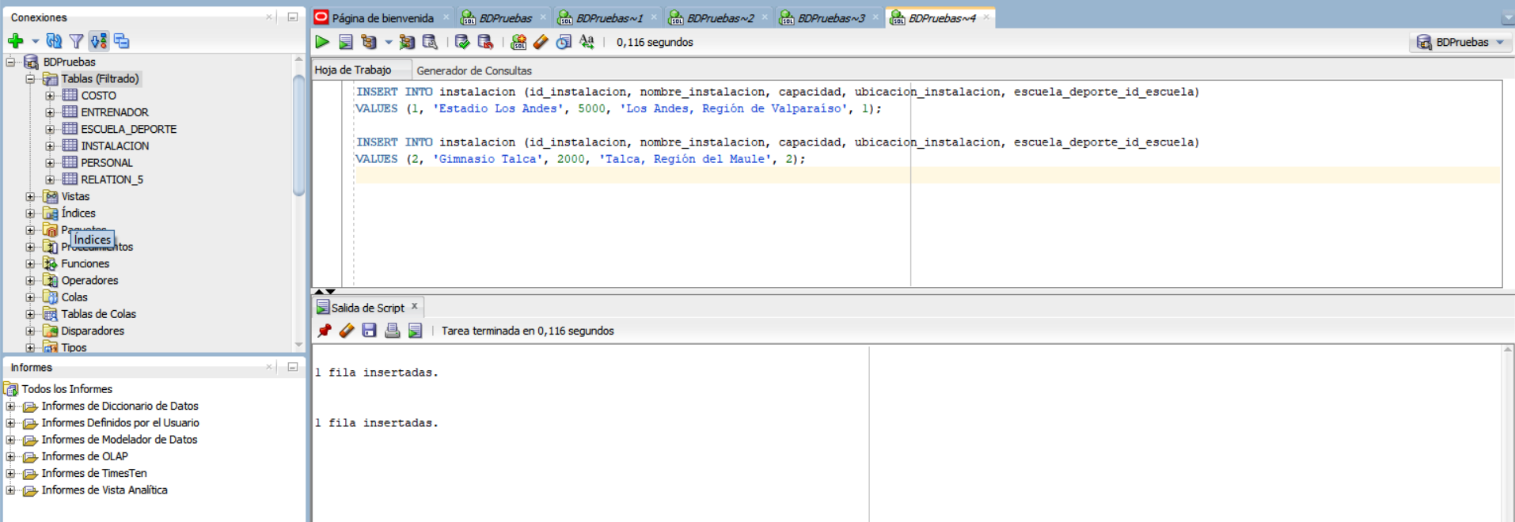 Conexiones
BDPruebas
Tablas (Filtrado)
COSTO
ENTRENADOR
ESCUELA_DEPORTE
INSTALACION
PERSONAL
RELATION_5
Vistas
Índices
Índices
Procedimientos
Funciones
Operadores
Colas
Tablas de Colas
Disparadores
Tipos
Informes
Todos los Informes
Informes de Diccionario de Datos
Informes Definidos por el Usuario
Informes de Modelador de Datos
Informes de OLAP
Informes de TimesTen
Informes de Vista Analítica
Página de bienvenida BDPruebas BDPruebas~1 BDPruebas~2 BDPruebas~3 BDPruebas~4
0,116 segundos BDPruebas
Hoja de Trabajo Generador de Consultas
INSERT INTO instalacion (id_instalacion, nombre_instalacion, capacidad, ubicacion_instalacion, escuela_deporte_id_escuela)
VALUES (1, 'Estadio Los Andes', 5000, 'Los Andes, Región de Valparaíso', 1);
INSERT INTO instalacion (id_instalacion, nombre_instalacion, capacidad, ubicacion_instalacion, escuela_deporte_id_escuela)
VALUES (2, 'Gimnasio Talca', 2000, 'Talca, Región del Maule', 2);
Salida de Script
Tarea terminada en 0,116 segundos
1 fila insertadas.
1 fila insertadas.